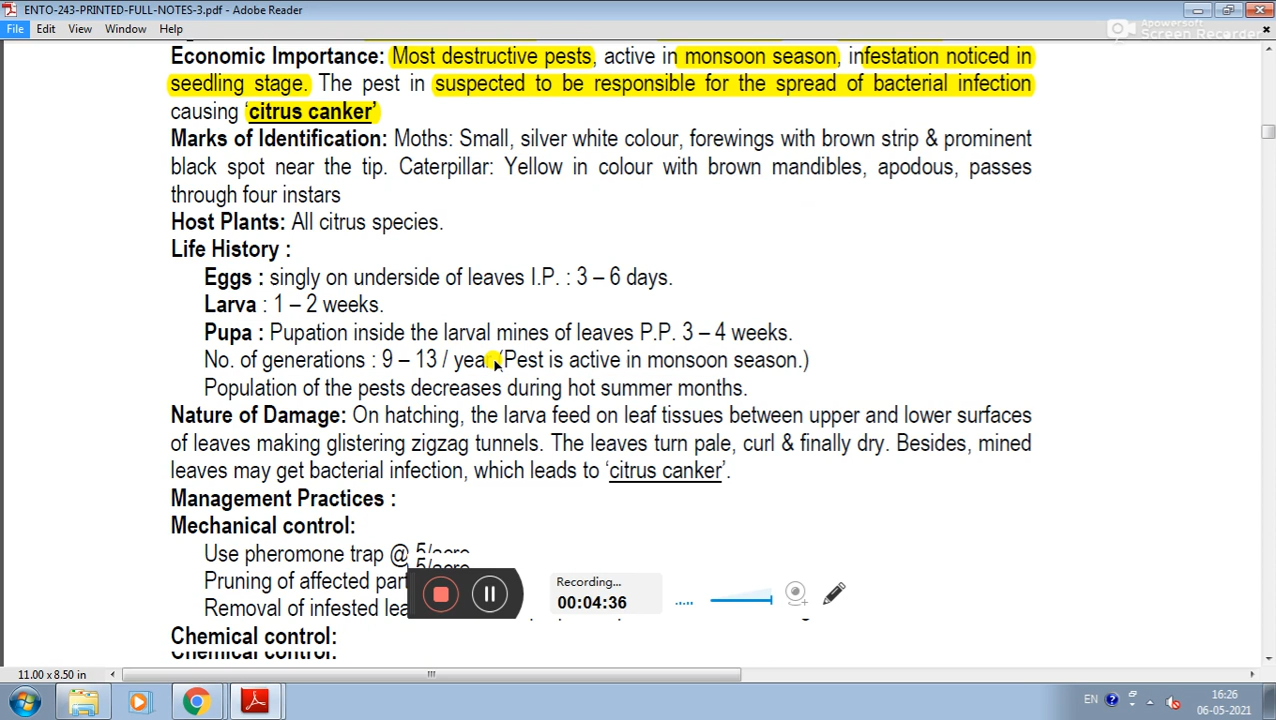 ENTO-243-PRINTED-FULL-NOTES-3.pdf - Adobe Reader
File Edit View Window Help
Apowersoft
Screen Recorder
Economic Importance: Most destructive pests, active in monsoon season, infestation noticed in
seedling stage. The pest in suspected to be responsible for the spread of bacterial infection
causing ‘citrus canker’
Marks of Identification: Moths: Small, silver white colour, forewings with brown strip & prominent
black spot near the tip. Caterpillar: Yellow in colour with brown mandibles, apodous, passes
through four instars
Host Plants: All citrus species.
Life History :
Eggs : singly on underside of leaves I.P. : 3 – 6 days.
Larva : 1 – 2 weeks.
Pupa : Pupation inside the larval mines of leaves P.P. 3 – 4 weeks.
No. of generations : 9 – 13 / year (Pest is active in monsoon season.)
Population of the pests decreases during hot summer months.
Nature of Damage: On hatching, the larva feed on leaf tissues between upper and lower surfaces
of leaves making glistering zigzag tunnels. The leaves turn pale, curl & finally dry. Besides, mined
leaves may get bacterial infection, which leads to ‘citrus canker’.
Management Practices :
Mechanical control:
Use pheromone trap @ 5/acre
Pruning of affected part
Removal of infested lea
Recording...
00:04:36
Chemical control:
11.00 x 8.50 in
EN
16:26
06-05-2021